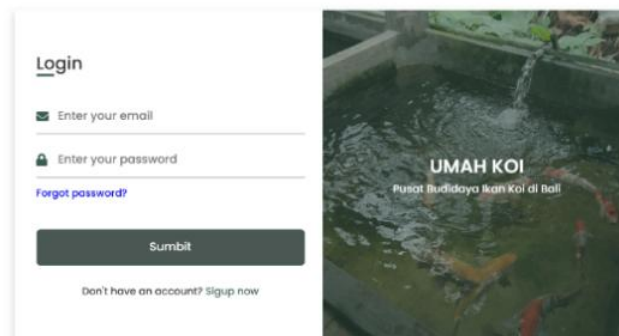 Login
Enter your email
Enter your password
Forgot password?
Sumbit
Don't have an account? Sigup now
UMAH KOI
Pusat Budidaya Ikan Koi di Bali